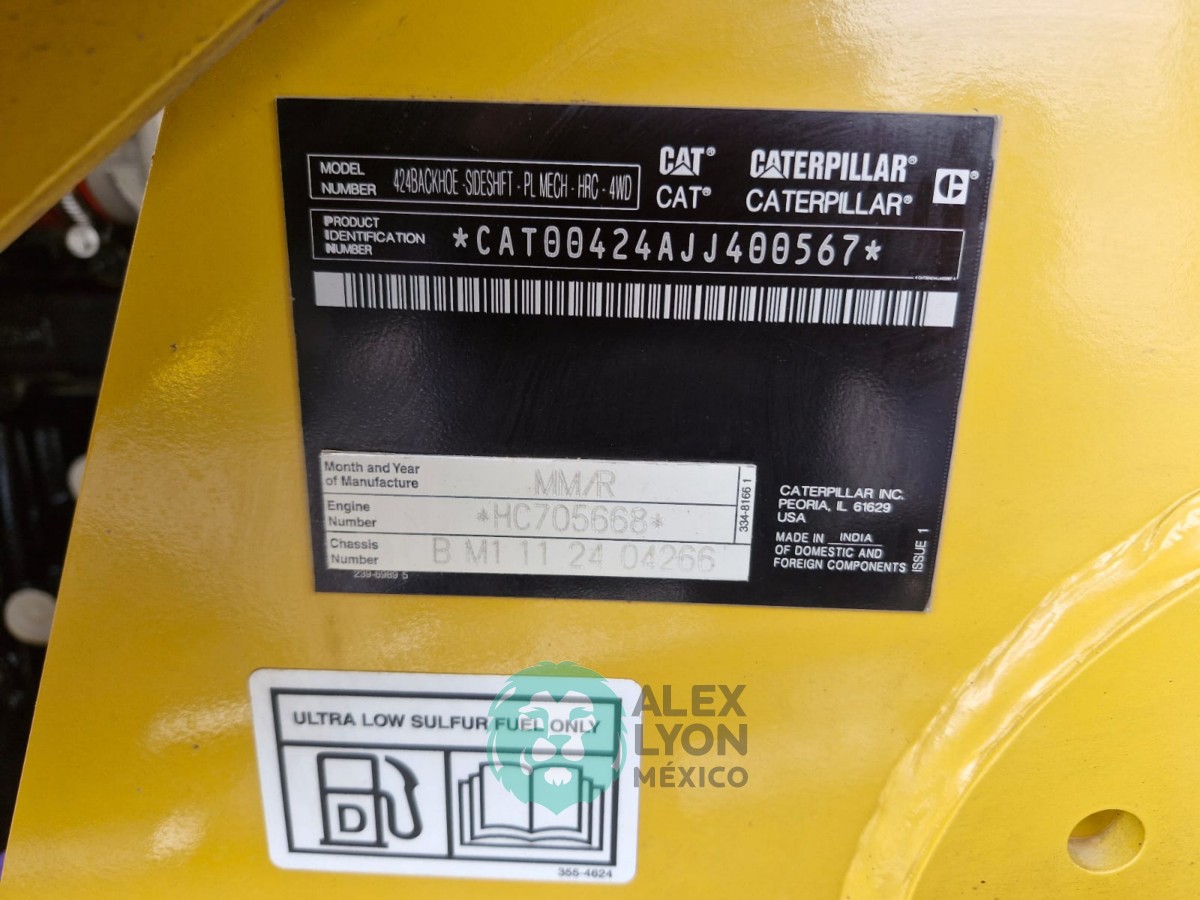 MODEL NUMBER 424BACKHOE -SIDESHIFT - PL MECH - HRC - 4WD
CAT® CATERPILLAR®
CAT® CATERPILLAR®
PRODUCT IDENTIFICATION NUMBER *CAT00424AJJ400567*
Month and Year of Manufacture MM/R
Engine Number *HC705668*
Chassis Number B M1 11 24 04266
334-8166 1
239-6989 5
CATERPILLAR INC.
PEORIA, IL 61629
USA
MADE IN INDIA
OF DOMESTIC AND
FOREIGN COMPONENTS
ISSUE 1
ULTRA LOW SULFUR FUEL ONLY
D
355-4624
ALEX
LYON
MÉXICO